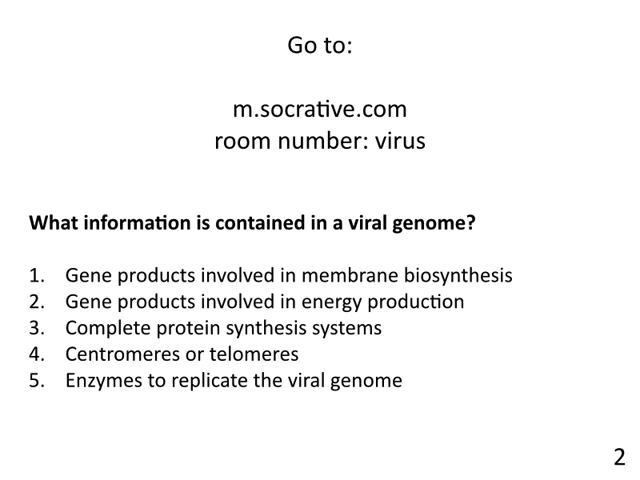 Go to:
m.socrative.com
room number: virus
What information is contained in a viral genome?
1. Gene products involved in membrane biosynthesis
2. Gene products involved in energy production
3. Complete protein synthesis systems
4. Centromeres or telomeres
5. Enzymes to replicate the viral genome
2